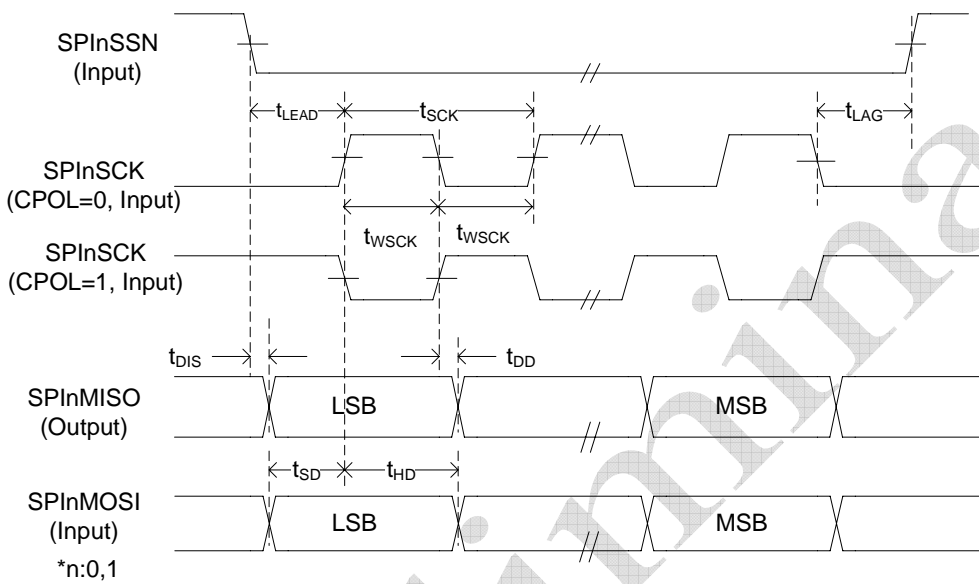 SPInSSN
(Input)
tLEAD
tSCK
tLAG
SPInSCK
(CPOL=0, Input)
tWSCK tWSCK
SPInSCK
(CPOL=1, Input)
tDIS
tDD
SPInMISO
(Output)
LSB
MSB
tSD
tHD
SPInMOSI
(Input)
LSB
MSB
*n:0,1
imina